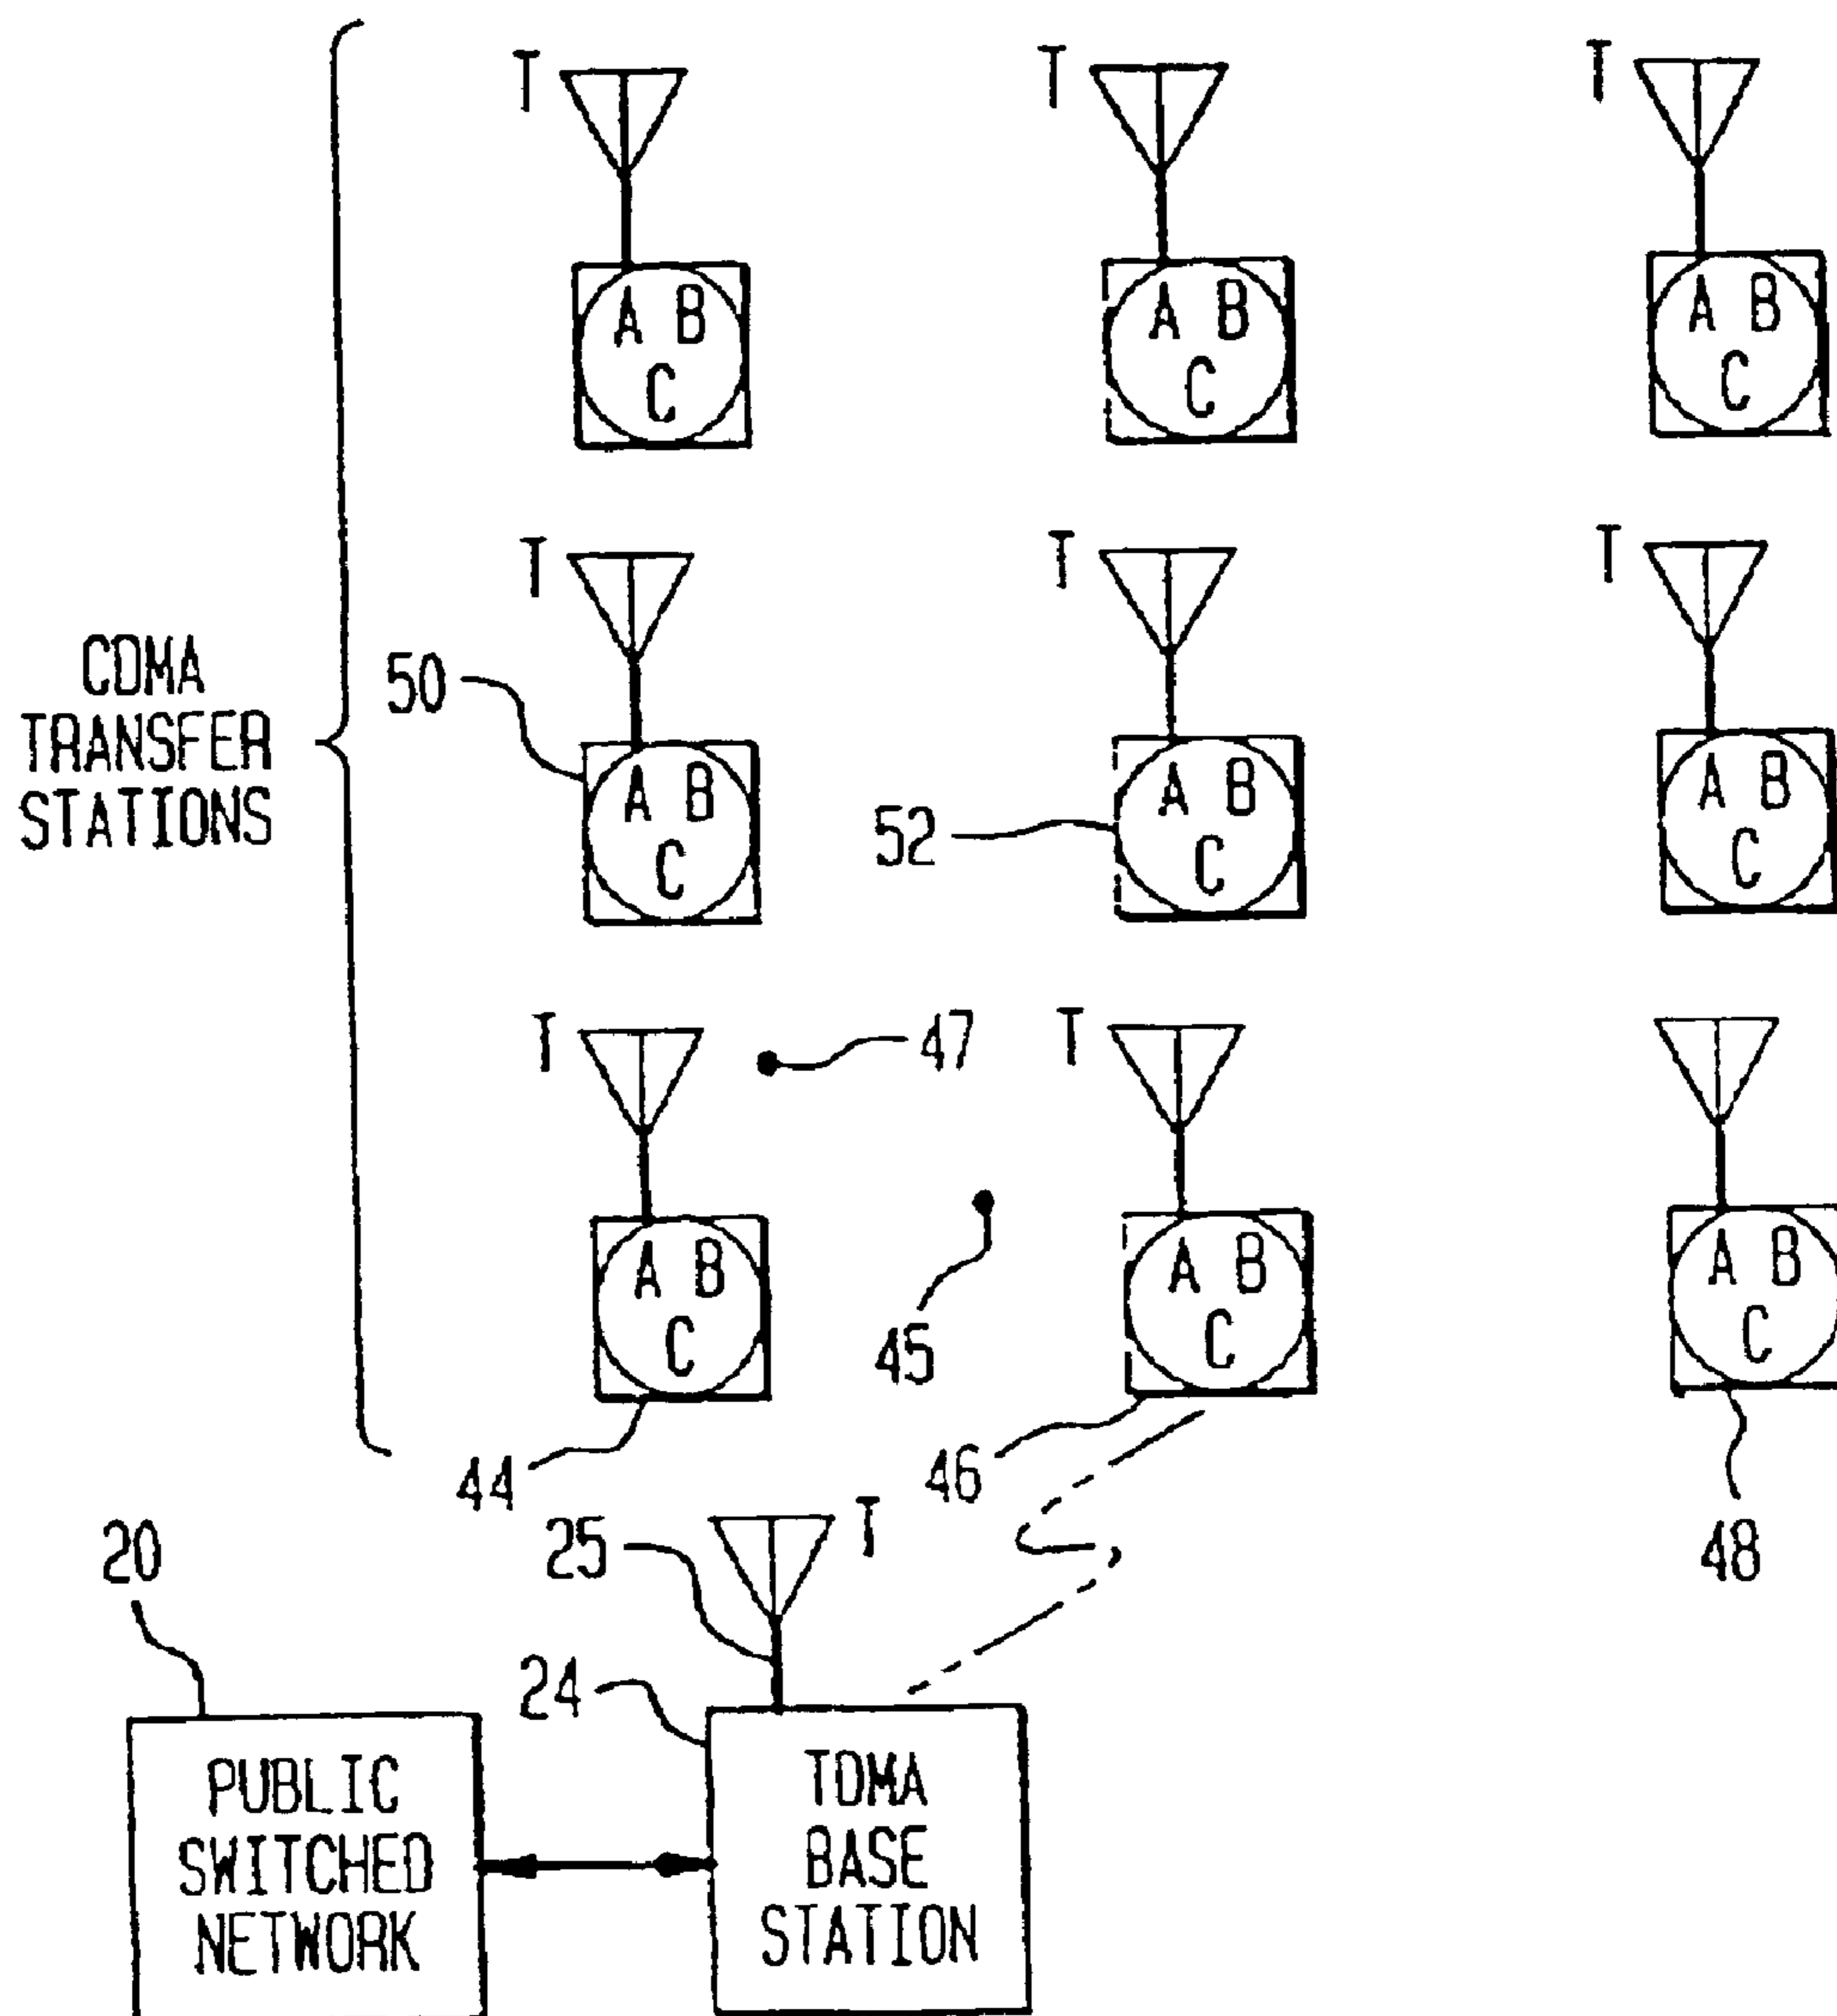 T T T
A B A B A B
C C C
T T T
CDMA
TRANSFER
STATIONS
50
A B A B A B
52
C C C
T 47 T
A B A B A B
45
C C C
44 46
20 25 T 48
24
PUBLIC
SWITCHED
NETWORK
TDMA
BASE
STATION